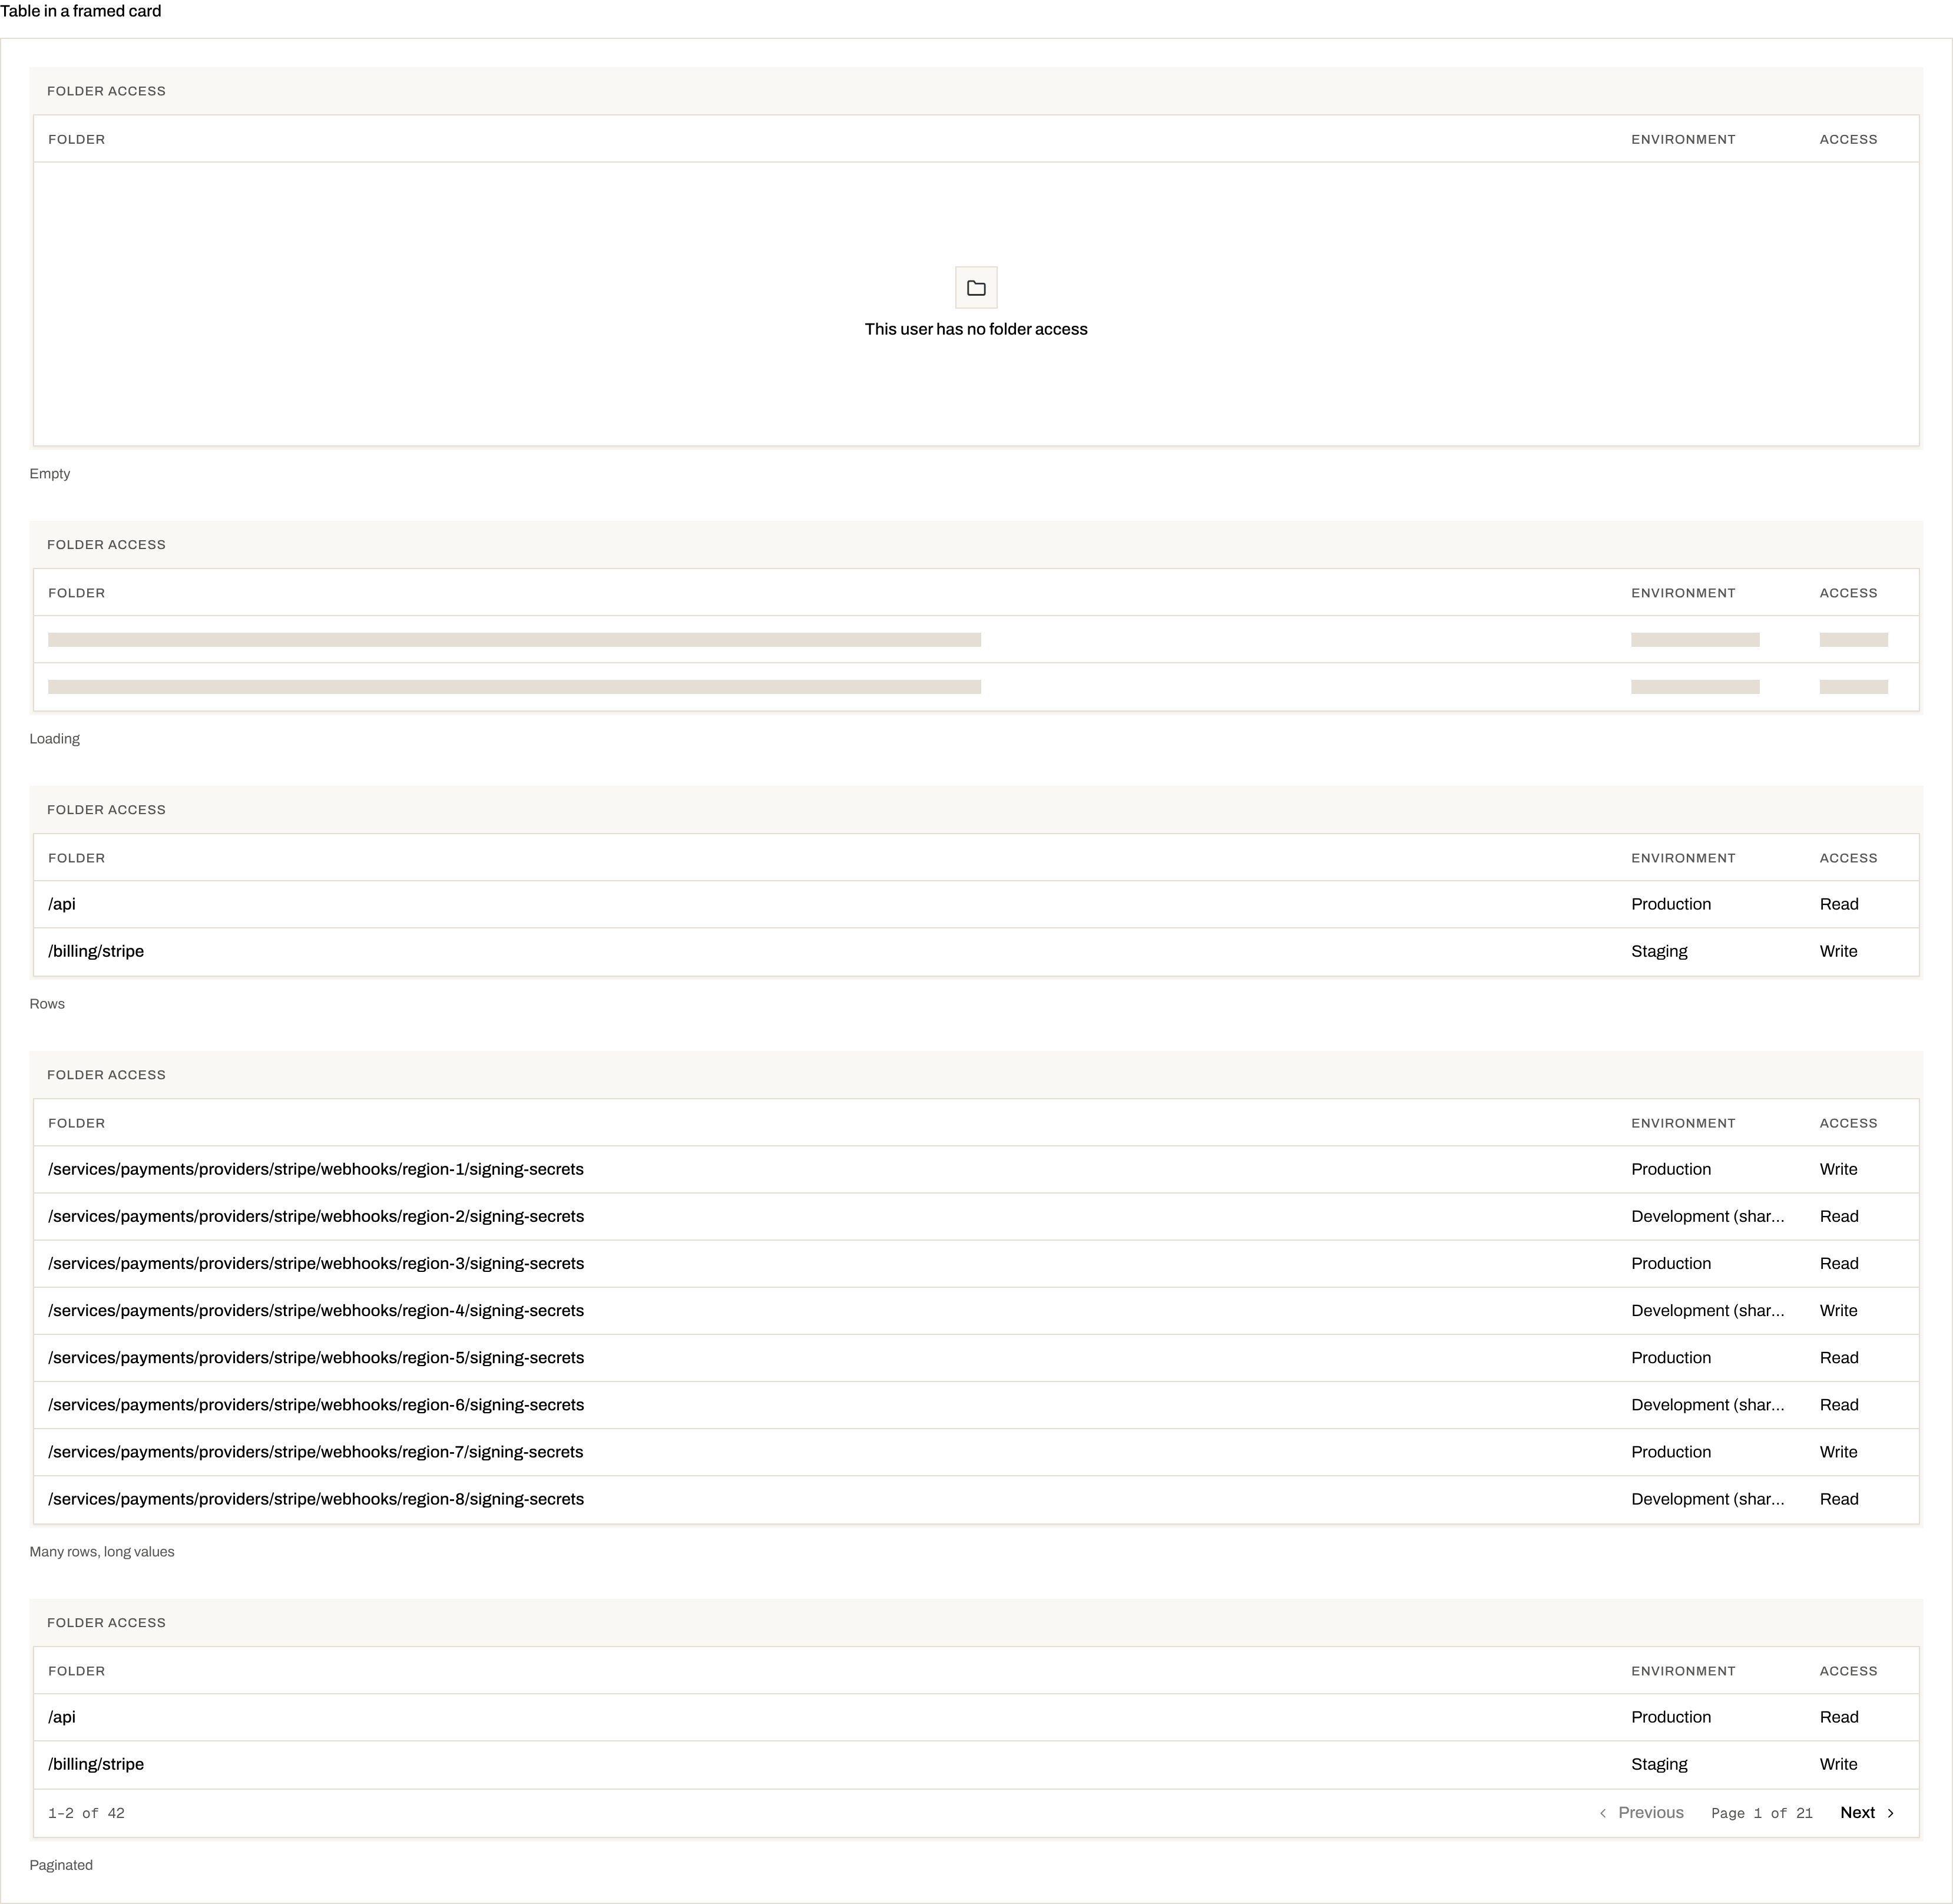 Table in a framed card
FOLDER ACCESS
FOLDER ENVIRONMENT ACCESS
This user has no folder access
Empty
FOLDER ACCESS
FOLDER ENVIRONMENT ACCESS
Loading
FOLDER ACCESS
FOLDER ENVIRONMENT ACCESS
/api Production Read
/billing/stripe Staging Write
Rows
FOLDER ACCESS
FOLDER ENVIRONMENT ACCESS
/services/payments/providers/stripe/webhooks/region-1/signing-secrets Production Write
/services/payments/providers/stripe/webhooks/region-2/signing-secrets Development (shar... Read
/services/payments/providers/stripe/webhooks/region-3/signing-secrets Production Read
/services/payments/providers/stripe/webhooks/region-4/signing-secrets Development (shar... Write
/services/payments/providers/stripe/webhooks/region-5/signing-secrets Production Read
/services/payments/providers/stripe/webhooks/region-6/signing-secrets Development (shar... Read
/services/payments/providers/stripe/webhooks/region-7/signing-secrets Production Write
/services/payments/providers/stripe/webhooks/region-8/signing-secrets Development (shar... Read
Many rows, long values
FOLDER ACCESS
FOLDER ENVIRONMENT ACCESS
/api Production Read
/billing/stripe Staging Write
1–2 of 42 Previous Page 1 of 21 Next
Paginated